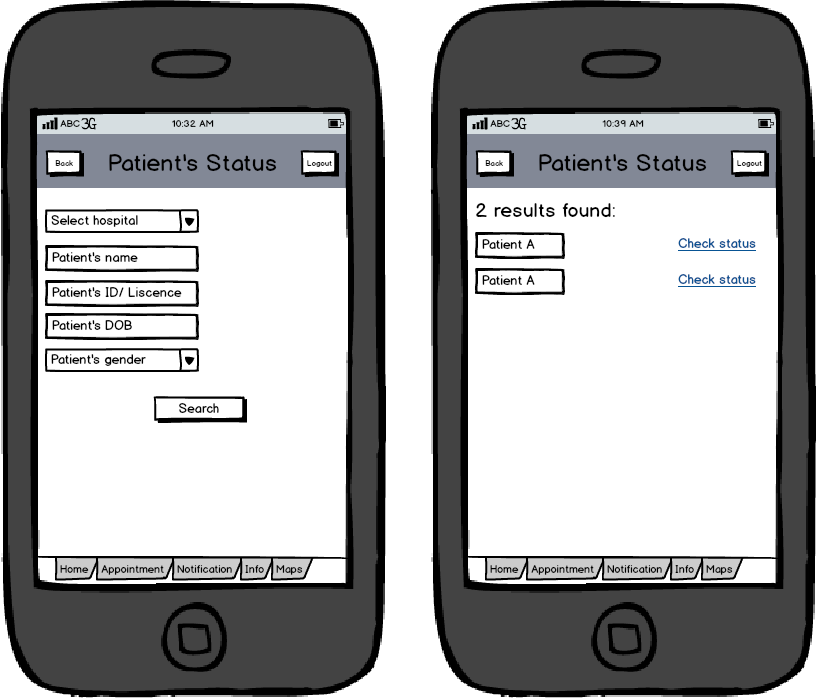 ABC 3G 10:32 AM
Back Patient's Status Logout
Select hospital
Patient's name
Patient's ID/ Liscence
Patient's DOB
Patient's gender
Search
Home Appointment Notification Info Maps
ABC 3G 10:39 AM
Back Patient's Status Logout
2 results found:
Patient A Check status
Patient A Check status
Home Appointment Notification Info Maps